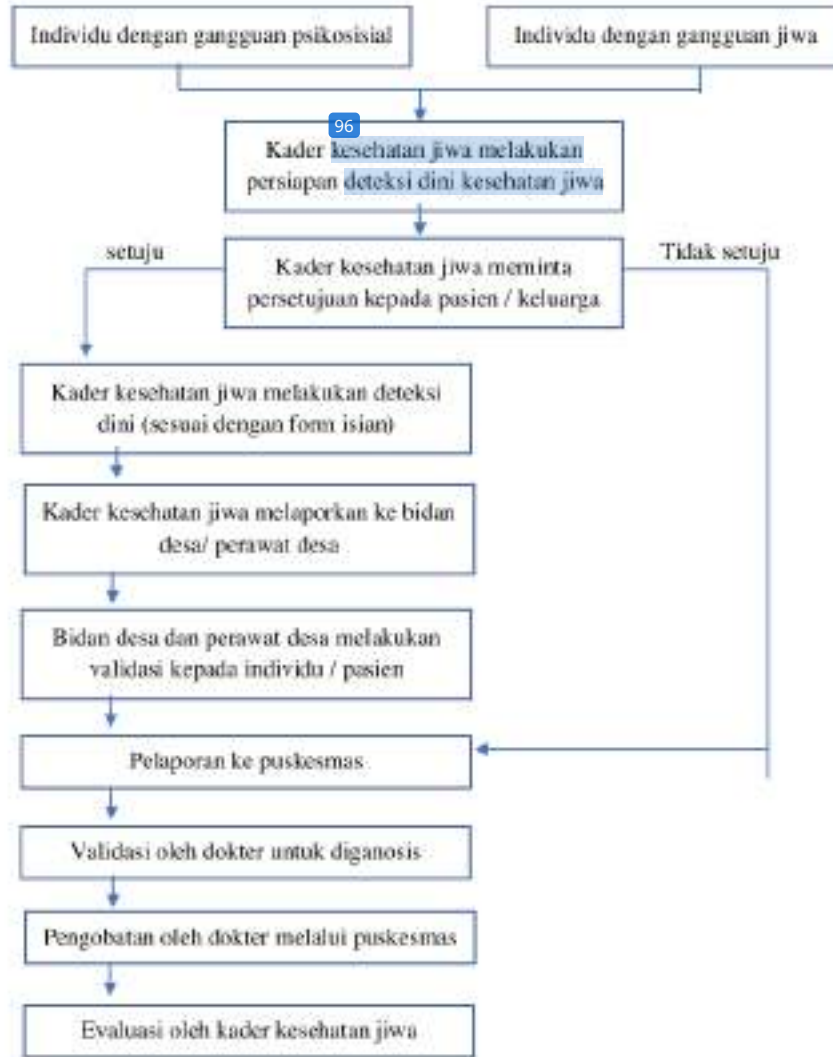 Individu dengan gangguan psikosisial
Individu dengan gangguan jiwa
96
Kader kesehatan jiwa melakukan
persiapan deteksi dini kesehatan jiwa
setuju
Tidak setuju
Kader kesehatan jiwa meminta
persetujuan kepada pasien / keluarga
Kader kesehatan jiwa melakukan deteksi
dini (sesuai dengan form isian)
Kader kesehatan jiwa melaporkan ke bidan
desa/ perawat desa
Bidan desa dan perawat desa melakukan
validasi kepada individu / pasien
Pelaporan ke puskesmas
Validasi oleh dokter untuk diganosis
Pengobatan oleh dokter melalui puskesmas
Evaluasi oleh kader kesehatan jiwa